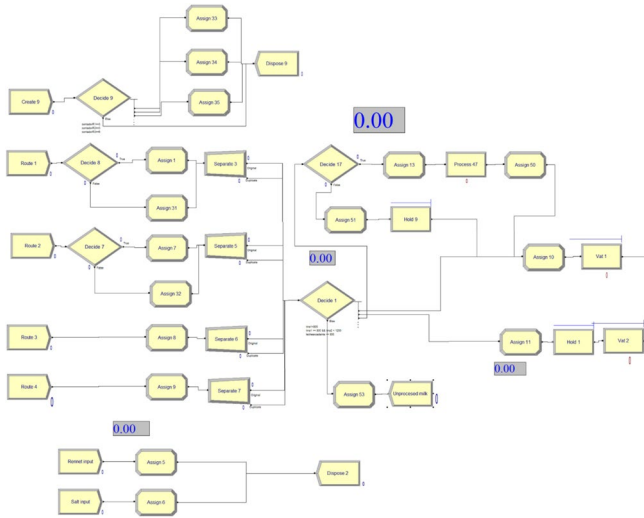 Assign 33
Assign 34
Assign 35
Dispose 9
Create 9
Decide 9
Else
0.00
Route 1
Decide 8
True
False
Assign 1
Assign 31
Separate 3
Original
Duplicate
Decide 17
True
False
Assign 15
Process 47
Assign 50
Assign 51
Hold 9
Route 2
Decide 7
True
False
Assign 7
Assign 32
Separate 5
Original
Duplicate
0.00
Assign 10
Vat 1
Decide 1
Else
Route 3
Assign 8
Separate 6
Original
Duplicate
Assign 11
Hold 1
Vat 2
0.00
Route 4
Assign 9
Separate 7
Original
Duplicate
Assign 53
Unprocessed milk
0.00
Rennet input
Assign 5
Dispose 2
Salt input
Assign 6